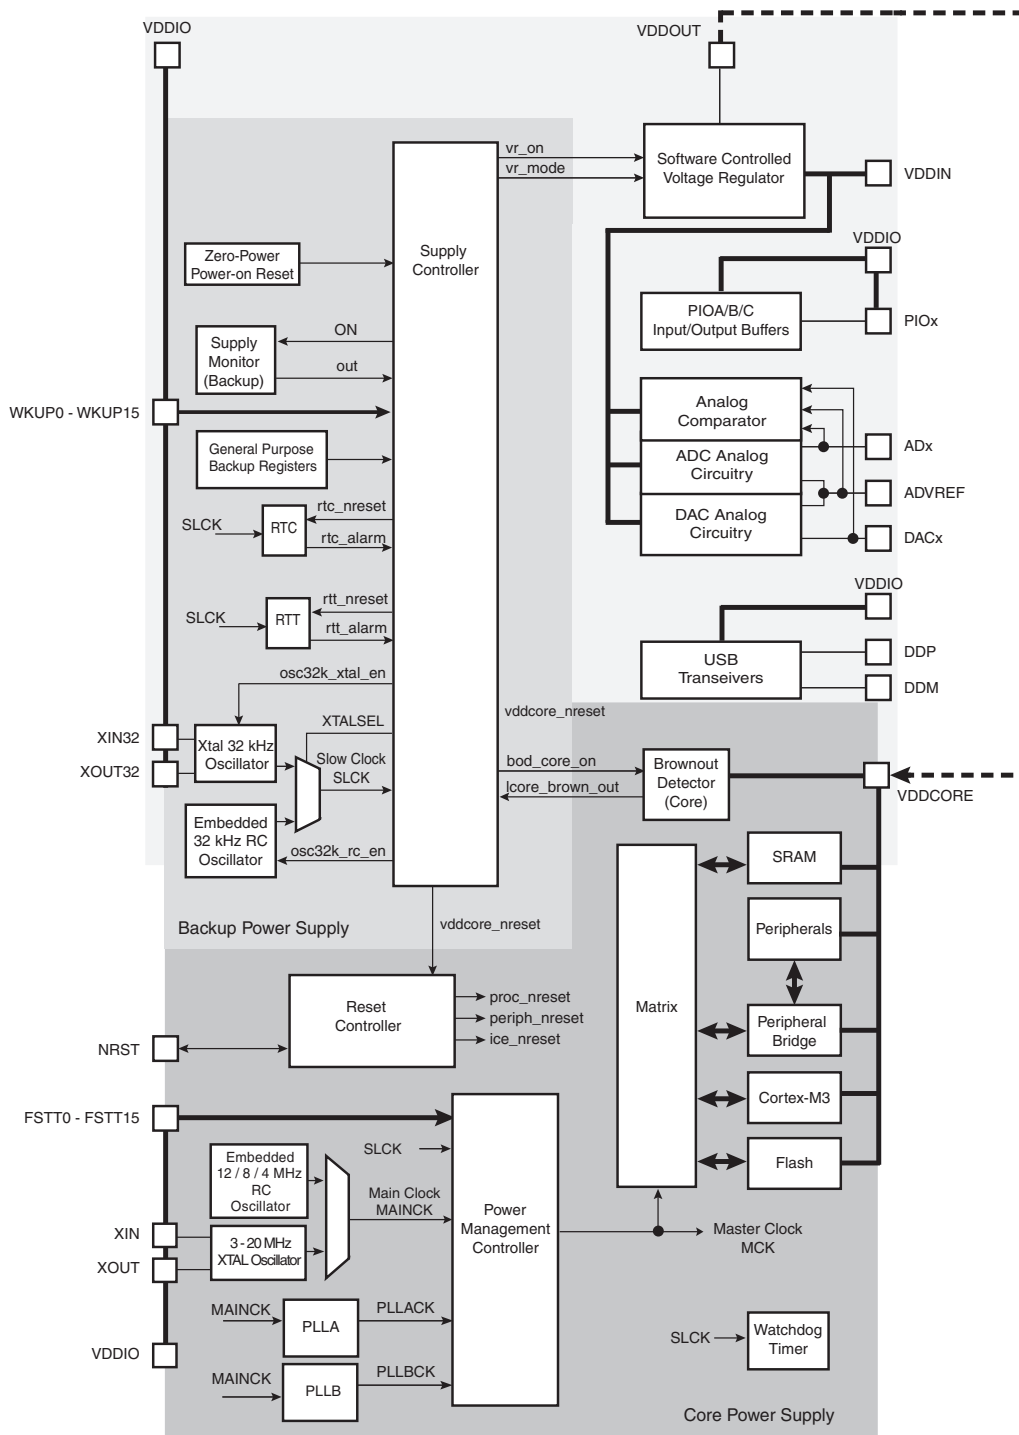 VDDIO
VDDOUT
vr_on
vr_mode
Software Controlled
Voltage Regulator
VDDIN
Supply
Controller
Zero-Power
Power-on Reset
VDDIO
PIOA/B/C
Input/Output Buffers
PIOx
ON
Supply
Monitor
(Backup)
out
WKUP0 - WKUP15
Analog
Comparator
General Purpose
Backup Registers
ADx
ADC Analog
Circuitry
ADVREF
rtc_nreset
SLCK
RTC
rtc_alarm
DAC Analog
Circuitry
DACx
VDDIO
rtt_nreset
SLCK
RTT
rtt_alarm
USB
Transeivers
DDP
DDM
osc32k_xtal_en
vddcore_nreset
XTALSEL
XIN32
Xtal 32 kHz
Oscillator
XOUT32
Slow Clock
SLCK
bod_core_on
lcore_brown_out
Brownout
Detector
(Core)
VDDCORE
Embedded
32 kHz RC
Oscillator
osc32k_rc_en
SRAM
Backup Power Supply
vddcore_nreset
Peripherals
Matrix
Reset
Controller
proc_nreset
periph_nreset
ice_nreset
Peripheral
Bridge
NRST
Cortex-M3
FSTT0 - FSTT15
SLCK
Embedded
12 / 8 / 4 MHz
RC
Oscillator
Flash
Main Clock
MAINCK
Power
Management
Controller
XIN
XOUT
3 - 20 MHz
XTAL Oscillator
Master Clock
MCK
MAINCK
PLLA
PLLACK
SLCK
Watchdog
Timer
VDDIO
MAINCK
PLLB
PLLBCK
Core Power Supply